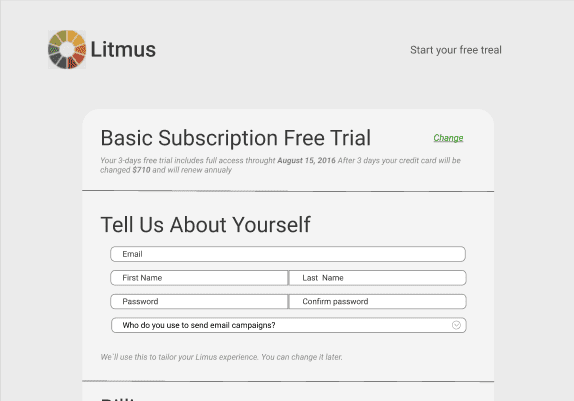 Litmus
Start your free treal
Basic Subscription Free Trial
Change
Your 3-days free trial includes full access throught August 15, 2016 After 3 days your credit card will be
changed $710 and will renew annualy
Tell Us About Yourself
Email
First Name
Last Name
Password
Confirm password
Who do you use to send email campaigns?
We`ll use this to tailor your Limus experience. You can change it later.